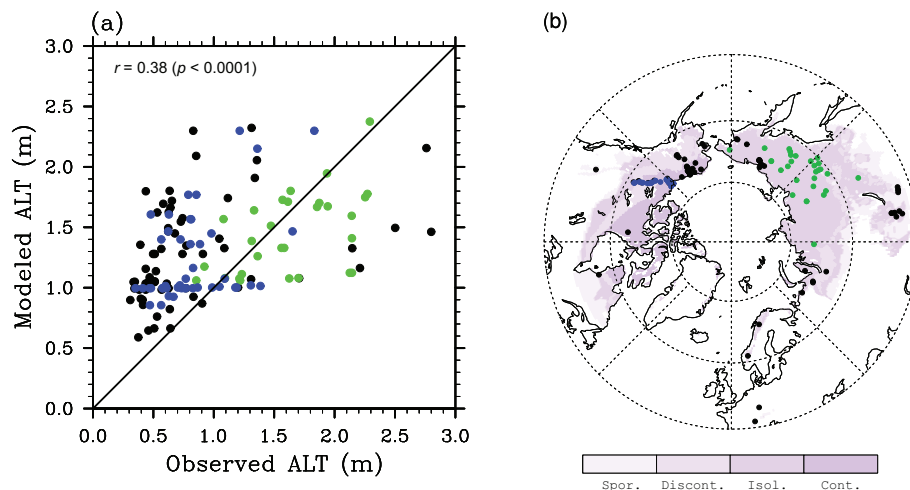 (a)
(b)
r = 0.38 (p < 0.0001)
Modeled ALT (m)
3.0
2.5
2.0
1.5
1.0
0.5
0.0
0.0 0.5 1.0 1.5 2.0 2.5 3.0
Observed ALT (m)
Spor. Discont. Isol. Cont.